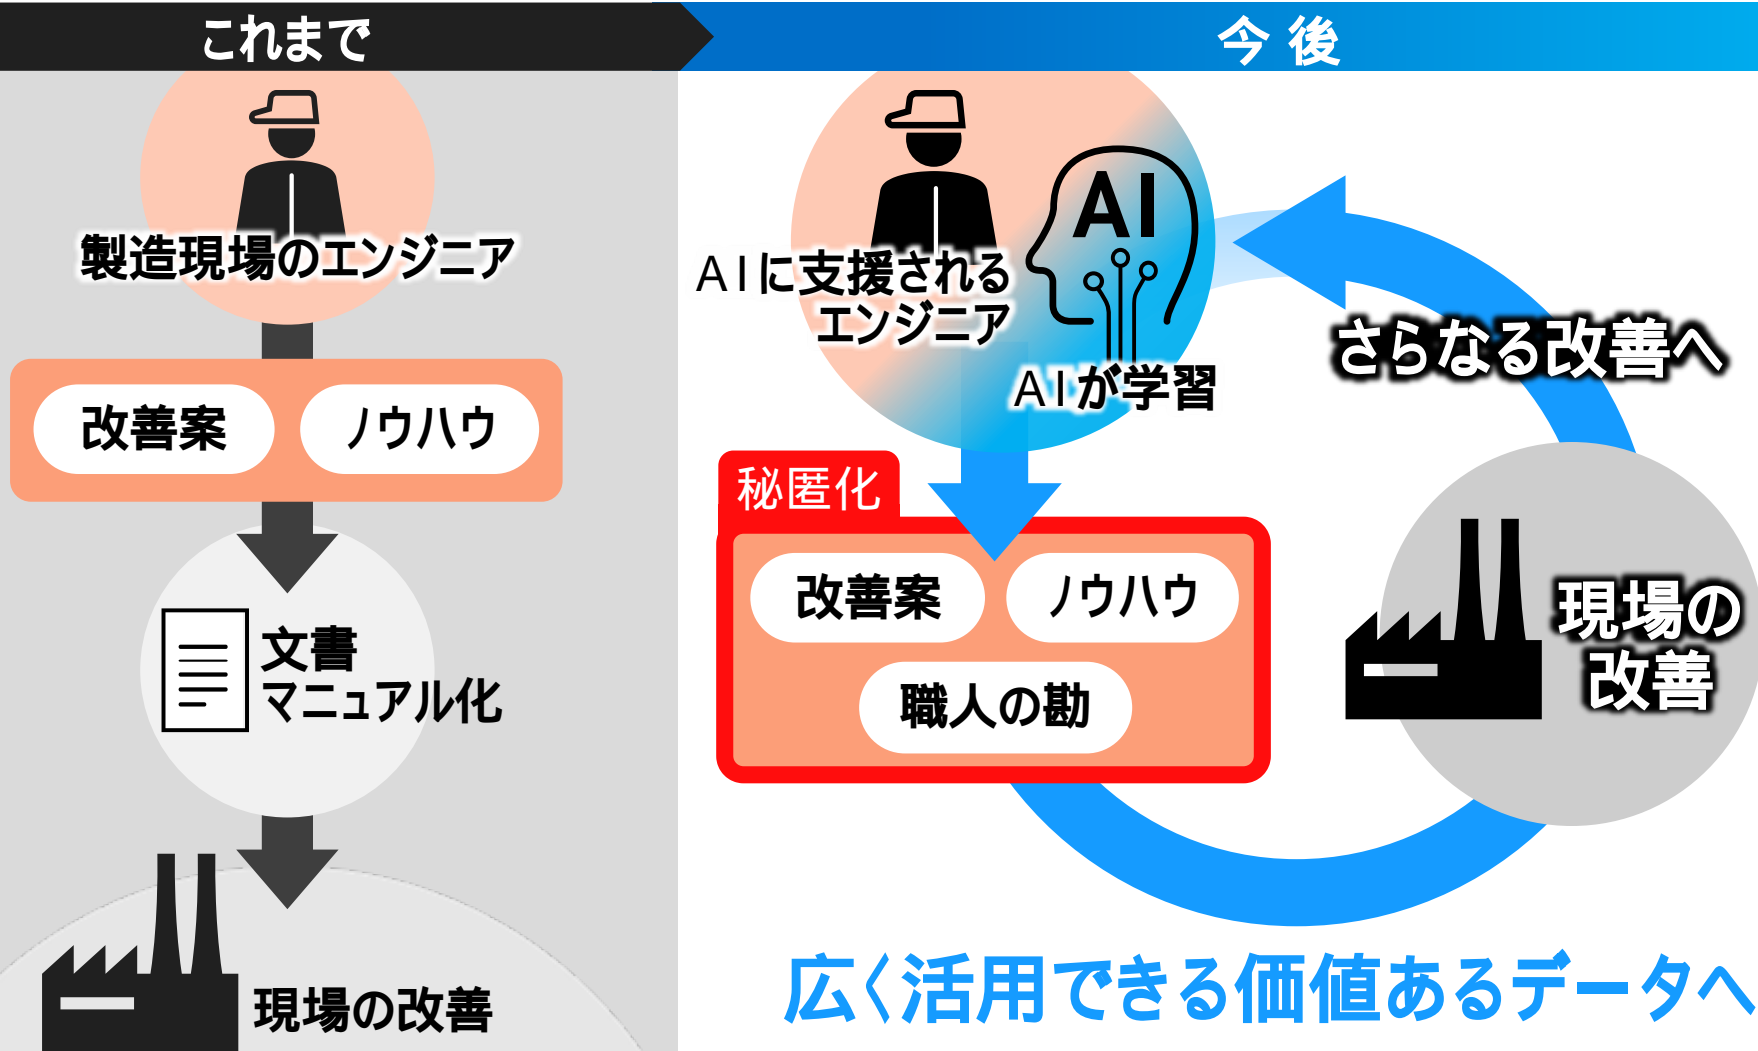 これまで
製造現場のエンジニア
改善案
ノウハウ
文書
マニュアル化
現場の改善
今後
AIに支援される
エンジニア
AI
AIが学習
秘匿化
改善案
ノウハウ
職人の勘
さらなる改善へ
現場の
改善
広く活用できる価値あるデータへ